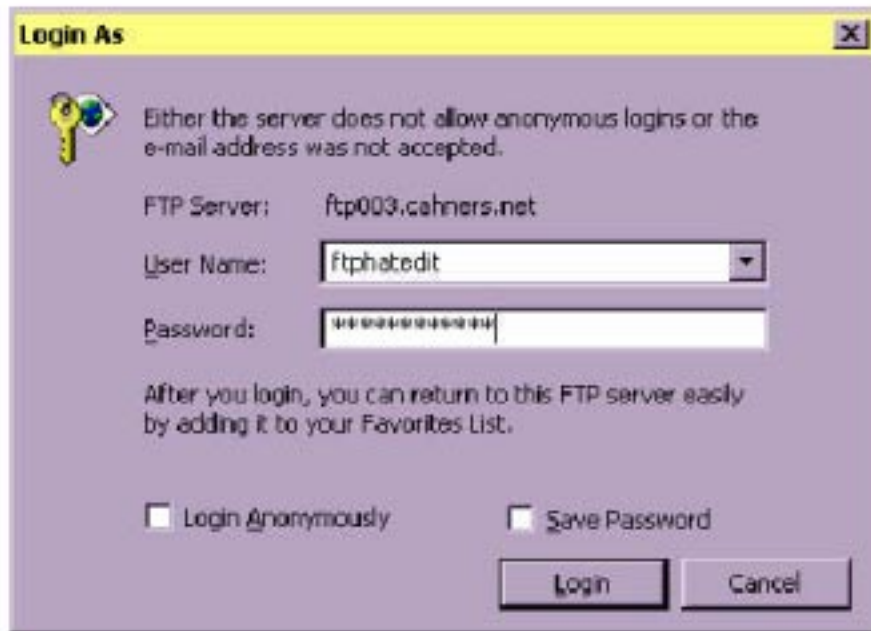 Login As
Either the server does not allow anonymous logins or the
e-mail address was not accepted.
FTP Server: ftp003.cahners.net
User Name: ftphatedit
Password: ************
After you login, you can return to this FTP server easily
by adding it to your Favorites List.
Login Anonymously Save Password
Login Cancel